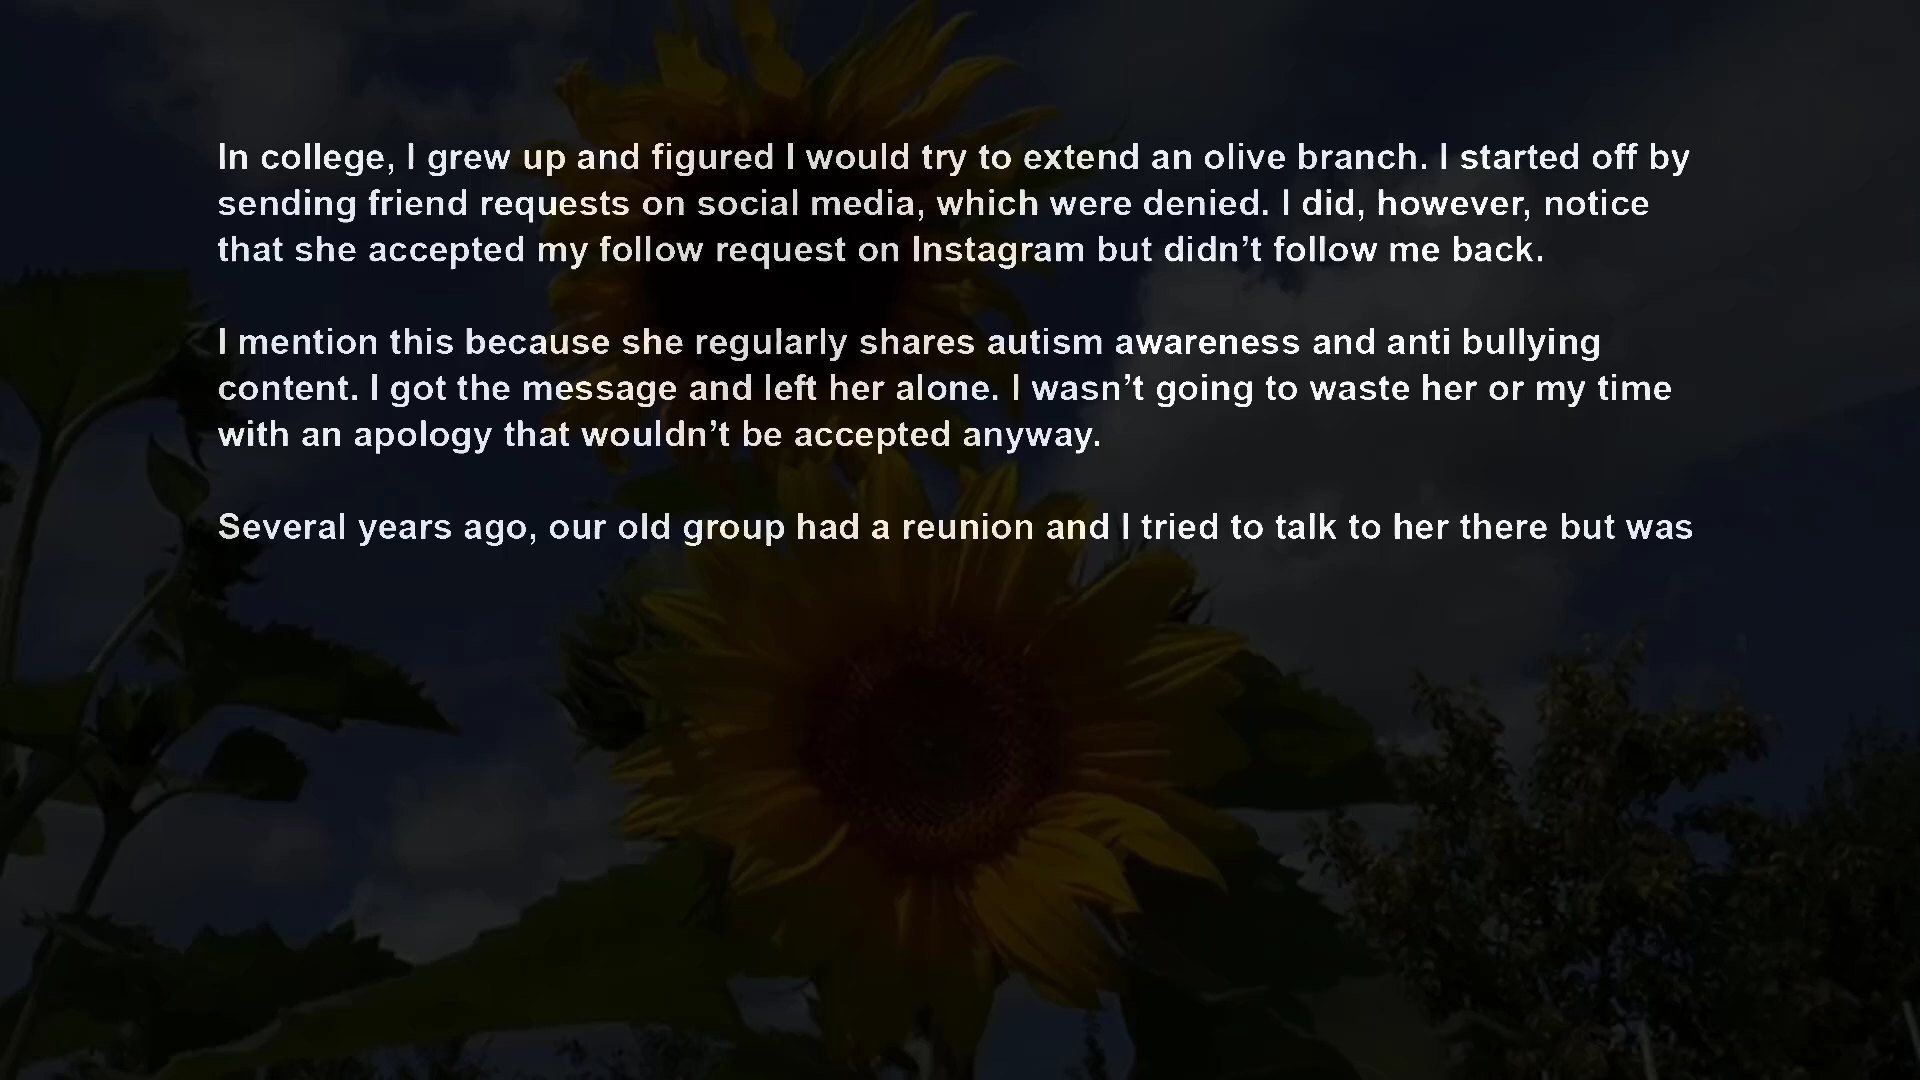 In college, I grew up and figured I would try to extend an olive branch. I started off by
sending friend requests on social media, which were denied. I did, however, notice
that she accepted my follow request on Instagram but didn’t follow me back.
I mention this because she regularly shares autism awareness and anti bullying
content. I got the message and left her alone. I wasn’t going to waste her or my time
with an apology that wouldn’t be accepted anyway.
Several years ago, our old group had a reunion and I tried to talk to her there but was